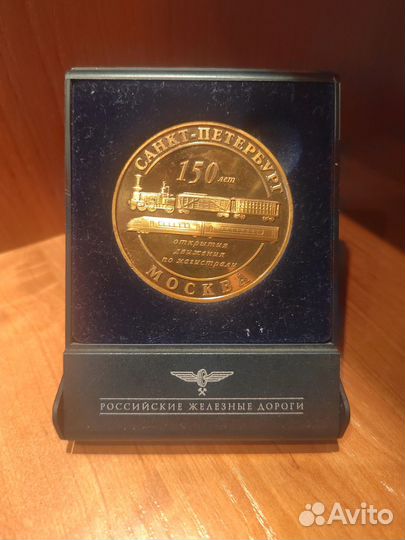 САНКТ-ПЕТЕРБУРГ
150 лет
открытия
движения
по магистрали
МОСКВА
РОССИЙСКИЕ ЖЕЛЕЗНЫЕ ДОРОГИ
Avito